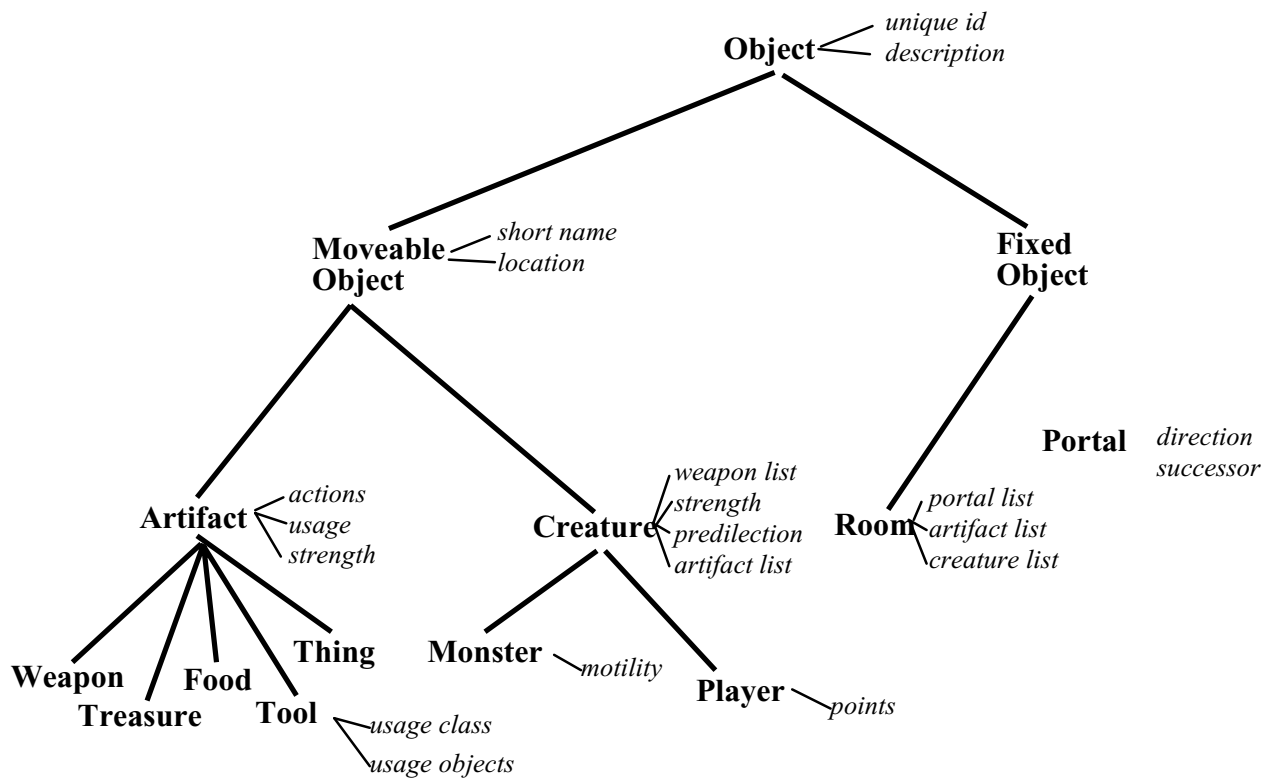 unique id
Object
description
short name
Moveable
Object
location
Fixed
Object
Portal
direction
successor
weapon list
actions
strength
portal list
Artifact
usage
Creature
predilection
Room
artifact list
strength
artifact list
creature list
Thing
Monster
motility
Weapon
Food
Player
Treasure
Tool
points
usage class
usage objects